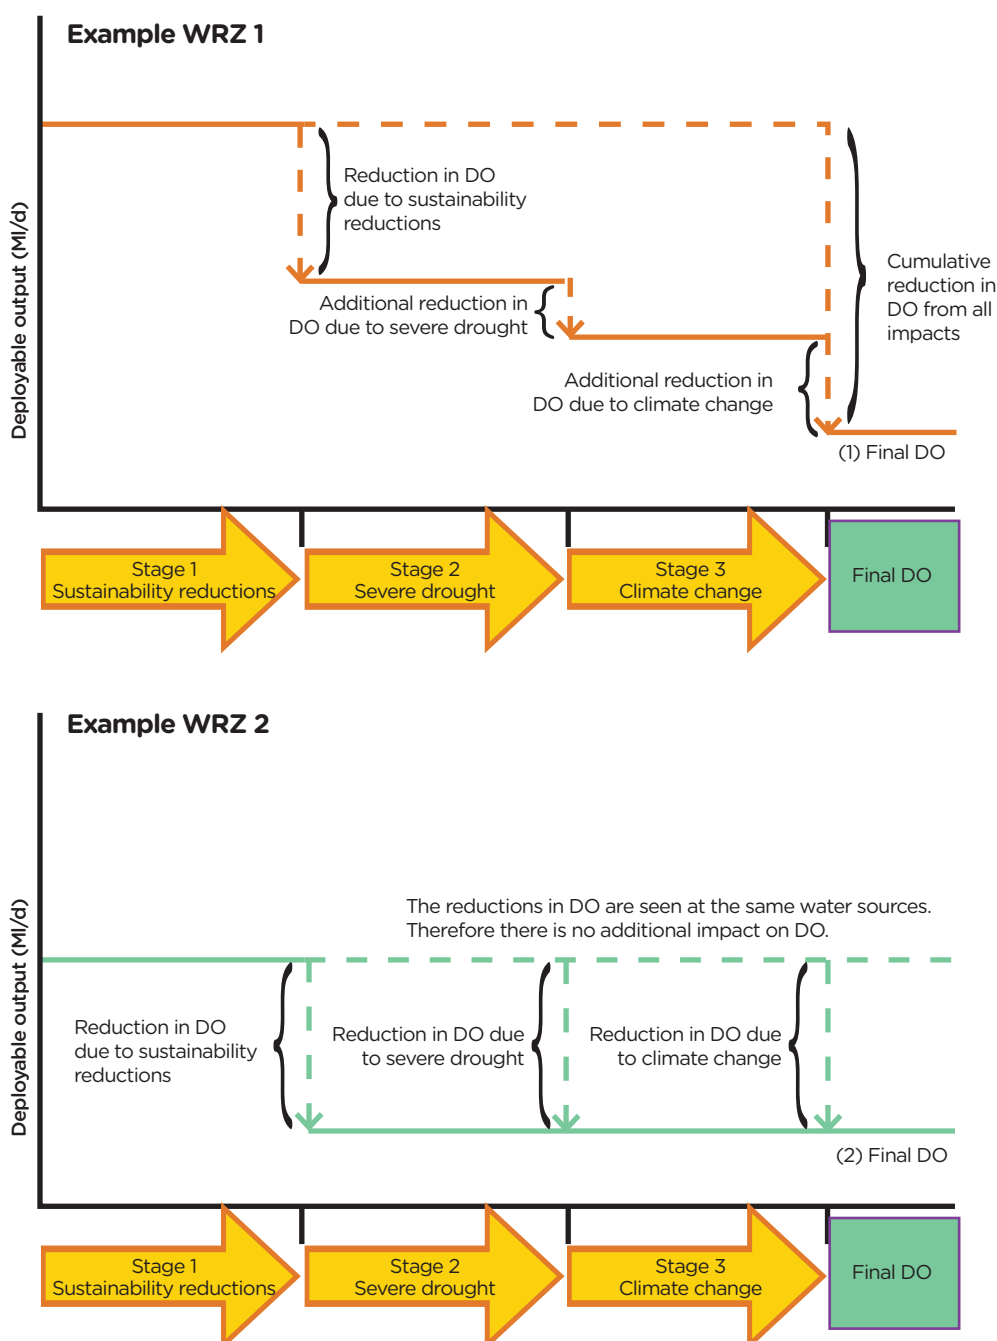 Example WRZ 1
Deployable output (Ml/d)
Reduction in DO
due to sustainability
reductions
Additional reduction in
DO due to severe drought
Cumulative
reduction in
DO from all
impacts
Additional reduction in
DO due to climate change
(1) Final DO
Stage 1
Sustainability reductions
Stage 2
Severe drought
Stage 3
Climate change
Final DO
Example WRZ 2
Deployable output (Ml/d)
The reductions in DO are seen at the same water sources.
Therefore there is no additional impact on DO.
Reduction in DO
due to sustainability
reductions
Reduction in DO due
to severe drought
Reduction in DO due
to climate change
(2) Final DO
Stage 1
Sustainability reductions
Stage 2
Severe drought
Stage 3
Climate change
Final DO